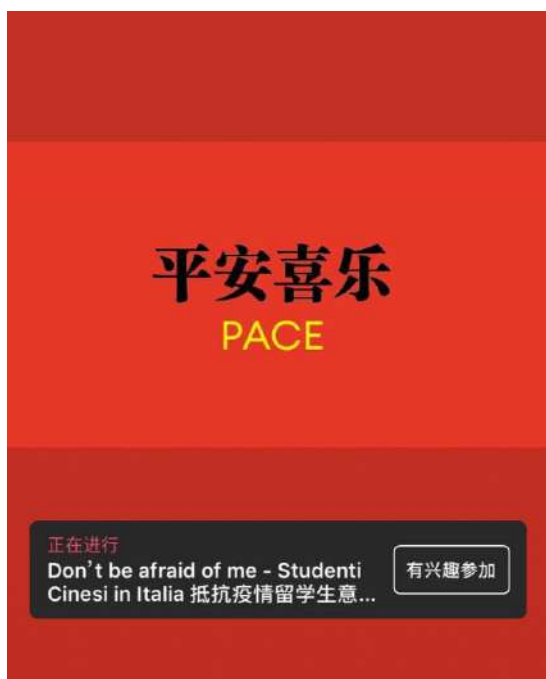 平安喜乐
PACE
正在进行
Don't be afraid of me - Studenti
Cinesi in Italia 抵抗疫情留学生意...
有兴趣参加